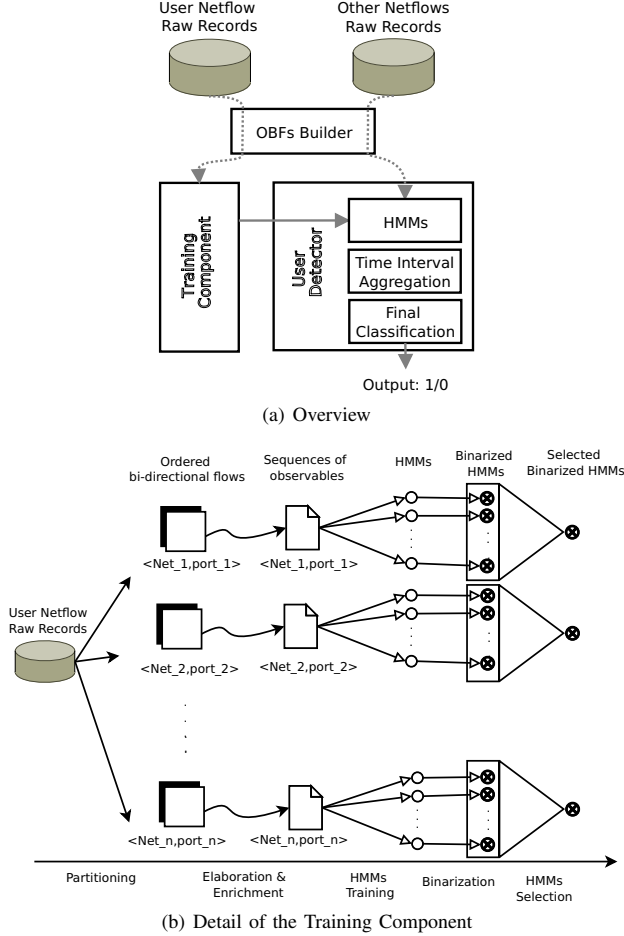 User Netflow
Raw Records
Other Netflows
Raw Records
OBFs Builder
Training
Component
User
Detector
HMMs
Time Interval
Aggregation
Final
Classification
Output: 1/0
(a) Overview
Ordered
bi-directional flows
Sequences of
observables
HMMs
Binarized
HMMs
Selected
Binarized HMMs
<Net_1,port_1>
<Net_1,port_1>
User Netflow
Raw Records
<Net_2,port_2>
<Net_2,port_2>
<Net_n,port_n>
<Net_n,port_n>
Partitioning
Elaboration &
Enrichment
HMMs
Training
Binarization
HMMs
Selection
(b) Detail of the Training Component